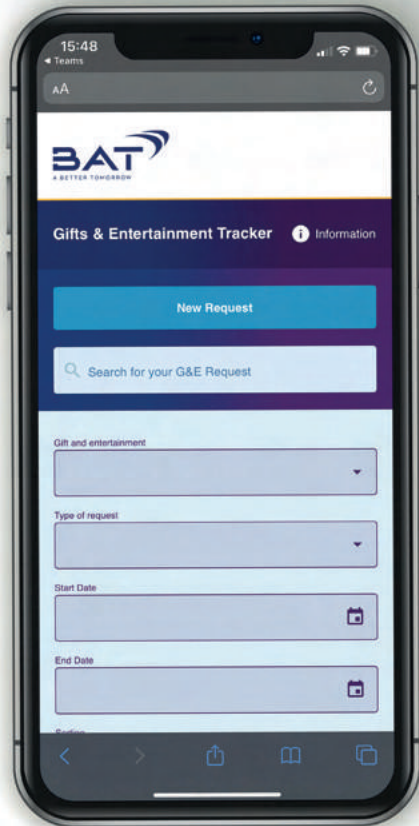 15:48
Teams
AA
BAT
A BETTER TOMORROW
Gifts & Entertainment Tracker
Information
New Request
Search for your G&E Request
Gift and entertainment
Type of request
Start Date
End Date